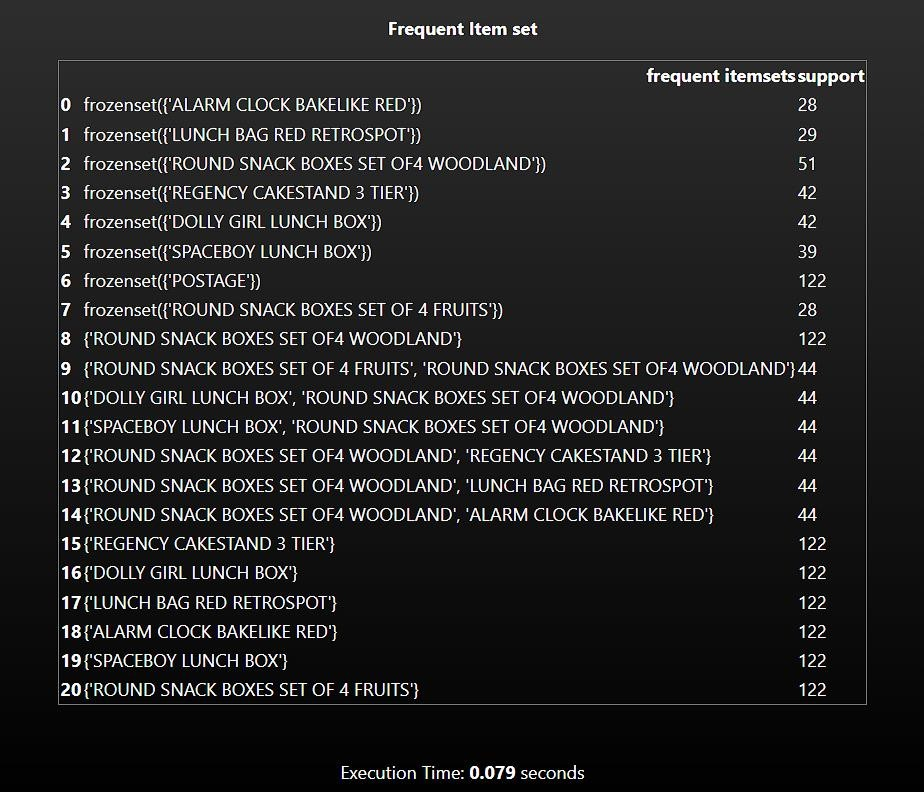 Frequent Item set
frequent itemsets support
0 frozenset({'ALARM CLOCK BAKELIKE RED'}) 28
1 frozenset({'LUNCH BAG RED RETROSPOT'}) 29
2 frozenset({'ROUND SNACK BOXES SET OF4 WOODLAND'}) 51
3 frozenset({'REGENCY CAKESTAND 3 TIER'}) 42
4 frozenset({'DOLLY GIRL LUNCH BOX'}) 42
5 frozenset({'SPACEBOY LUNCH BOX'}) 39
6 frozenset({'POSTAGE'}) 122
7 frozenset({'ROUND SNACK BOXES SET OF 4 FRUITS'}) 28
8 {'ROUND SNACK BOXES SET OF4 WOODLAND'} 122
9 {'ROUND SNACK BOXES SET OF 4 FRUITS', 'ROUND SNACK BOXES SET OF4 WOODLAND'} 44
10 {'DOLLY GIRL LUNCH BOX', 'ROUND SNACK BOXES SET OF4 WOODLAND'} 44
11 {'SPACEBOY LUNCH BOX', 'ROUND SNACK BOXES SET OF4 WOODLAND'} 44
12 {'ROUND SNACK BOXES SET OF4 WOODLAND', 'REGENCY CAKESTAND 3 TIER'} 44
13 {'ROUND SNACK BOXES SET OF4 WOODLAND', 'LUNCH BAG RED RETROSPOT'} 44
14 {'ROUND SNACK BOXES SET OF4 WOODLAND', 'ALARM CLOCK BAKELIKE RED'} 44
15 {'REGENCY CAKESTAND 3 TIER'} 122
16 {'DOLLY GIRL LUNCH BOX'} 122
17 {'LUNCH BAG RED RETROSPOT'} 122
18 {'ALARM CLOCK BAKELIKE RED'} 122
19 {'SPACEBOY LUNCH BOX'} 122
20 {'ROUND SNACK BOXES SET OF 4 FRUITS'} 122
Execution Time: 0.079 seconds